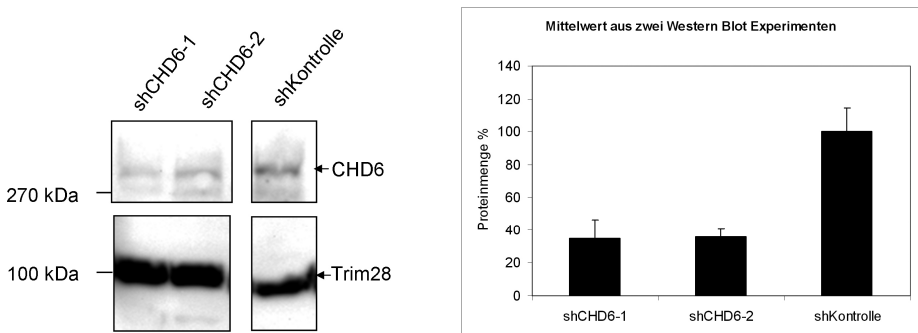 shCHD6-1
shCHD6-2
shKontrolle
CHD6
270 kDa
100 kDa
Trim28
Mittelwert aus zwei Western Blot Experimenten
Proteinmenge %
140
120
100
80
60
40
20
0
shCHD6-1
shCHD6-2
shKontrolle